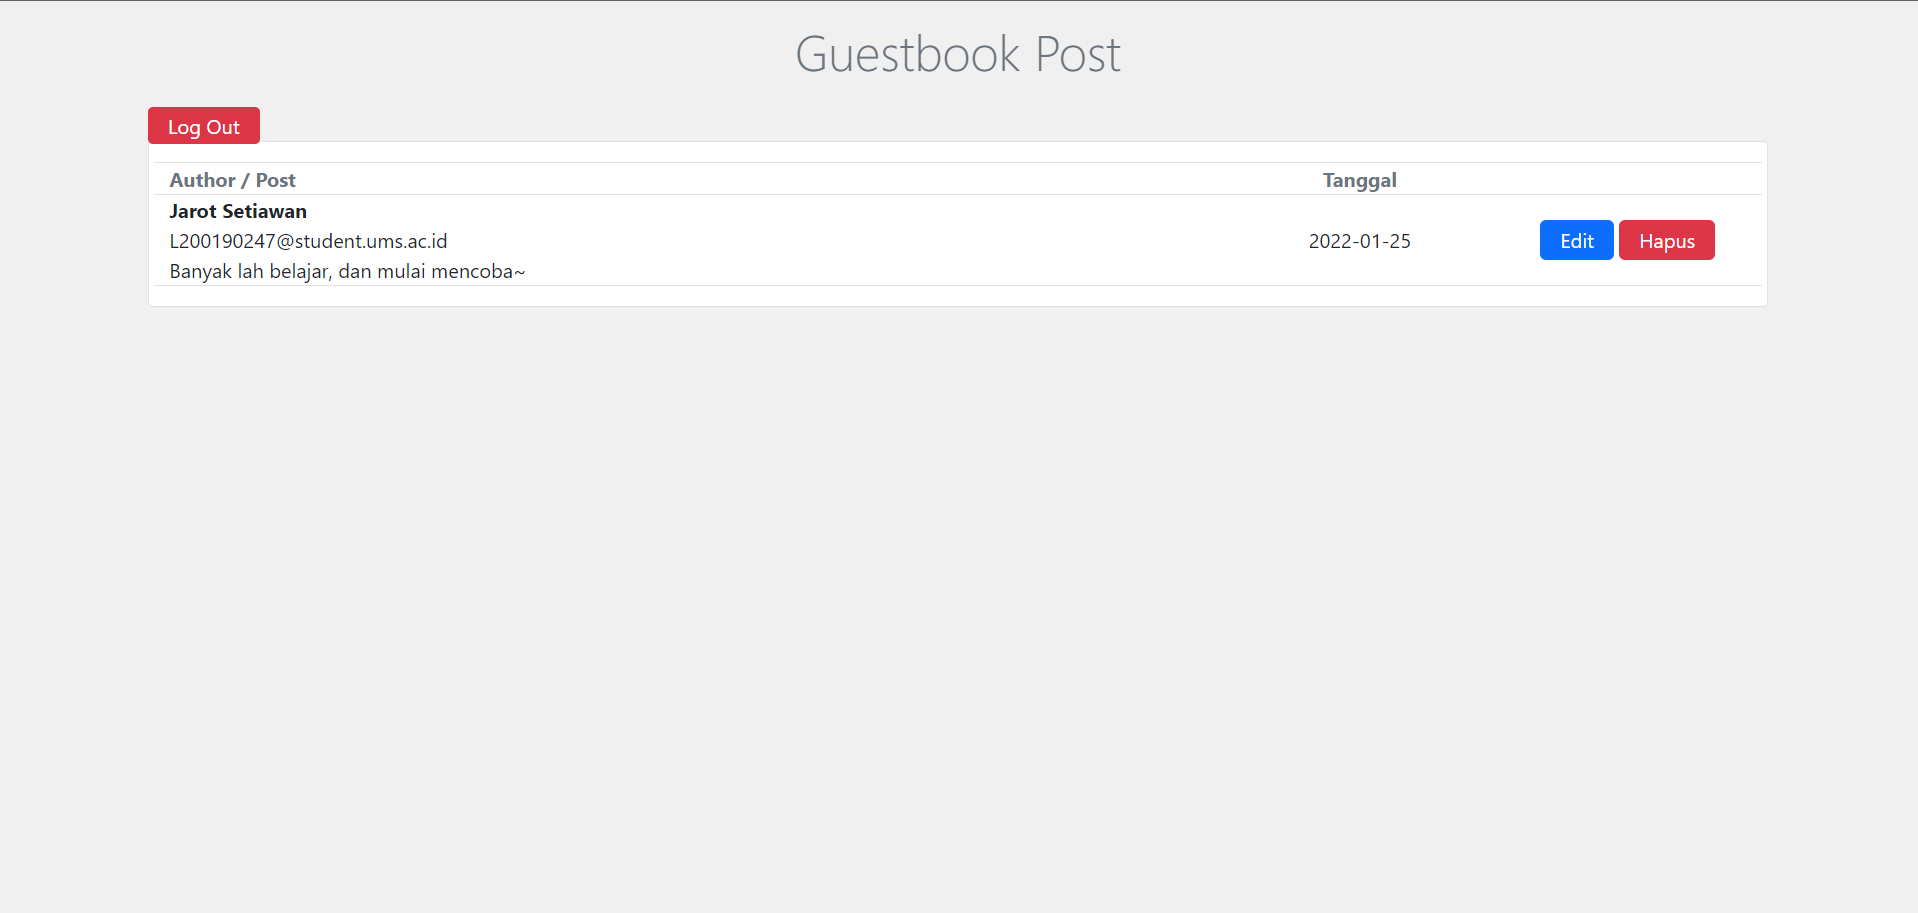 Guestbook Post
Log Out
Author / Post Tanggal
Jarot Setiawan
L200190247@student.ums.ac.id 2022-01-25 Edit Hapus
Banyak lah belajar, dan mulai mencoba~